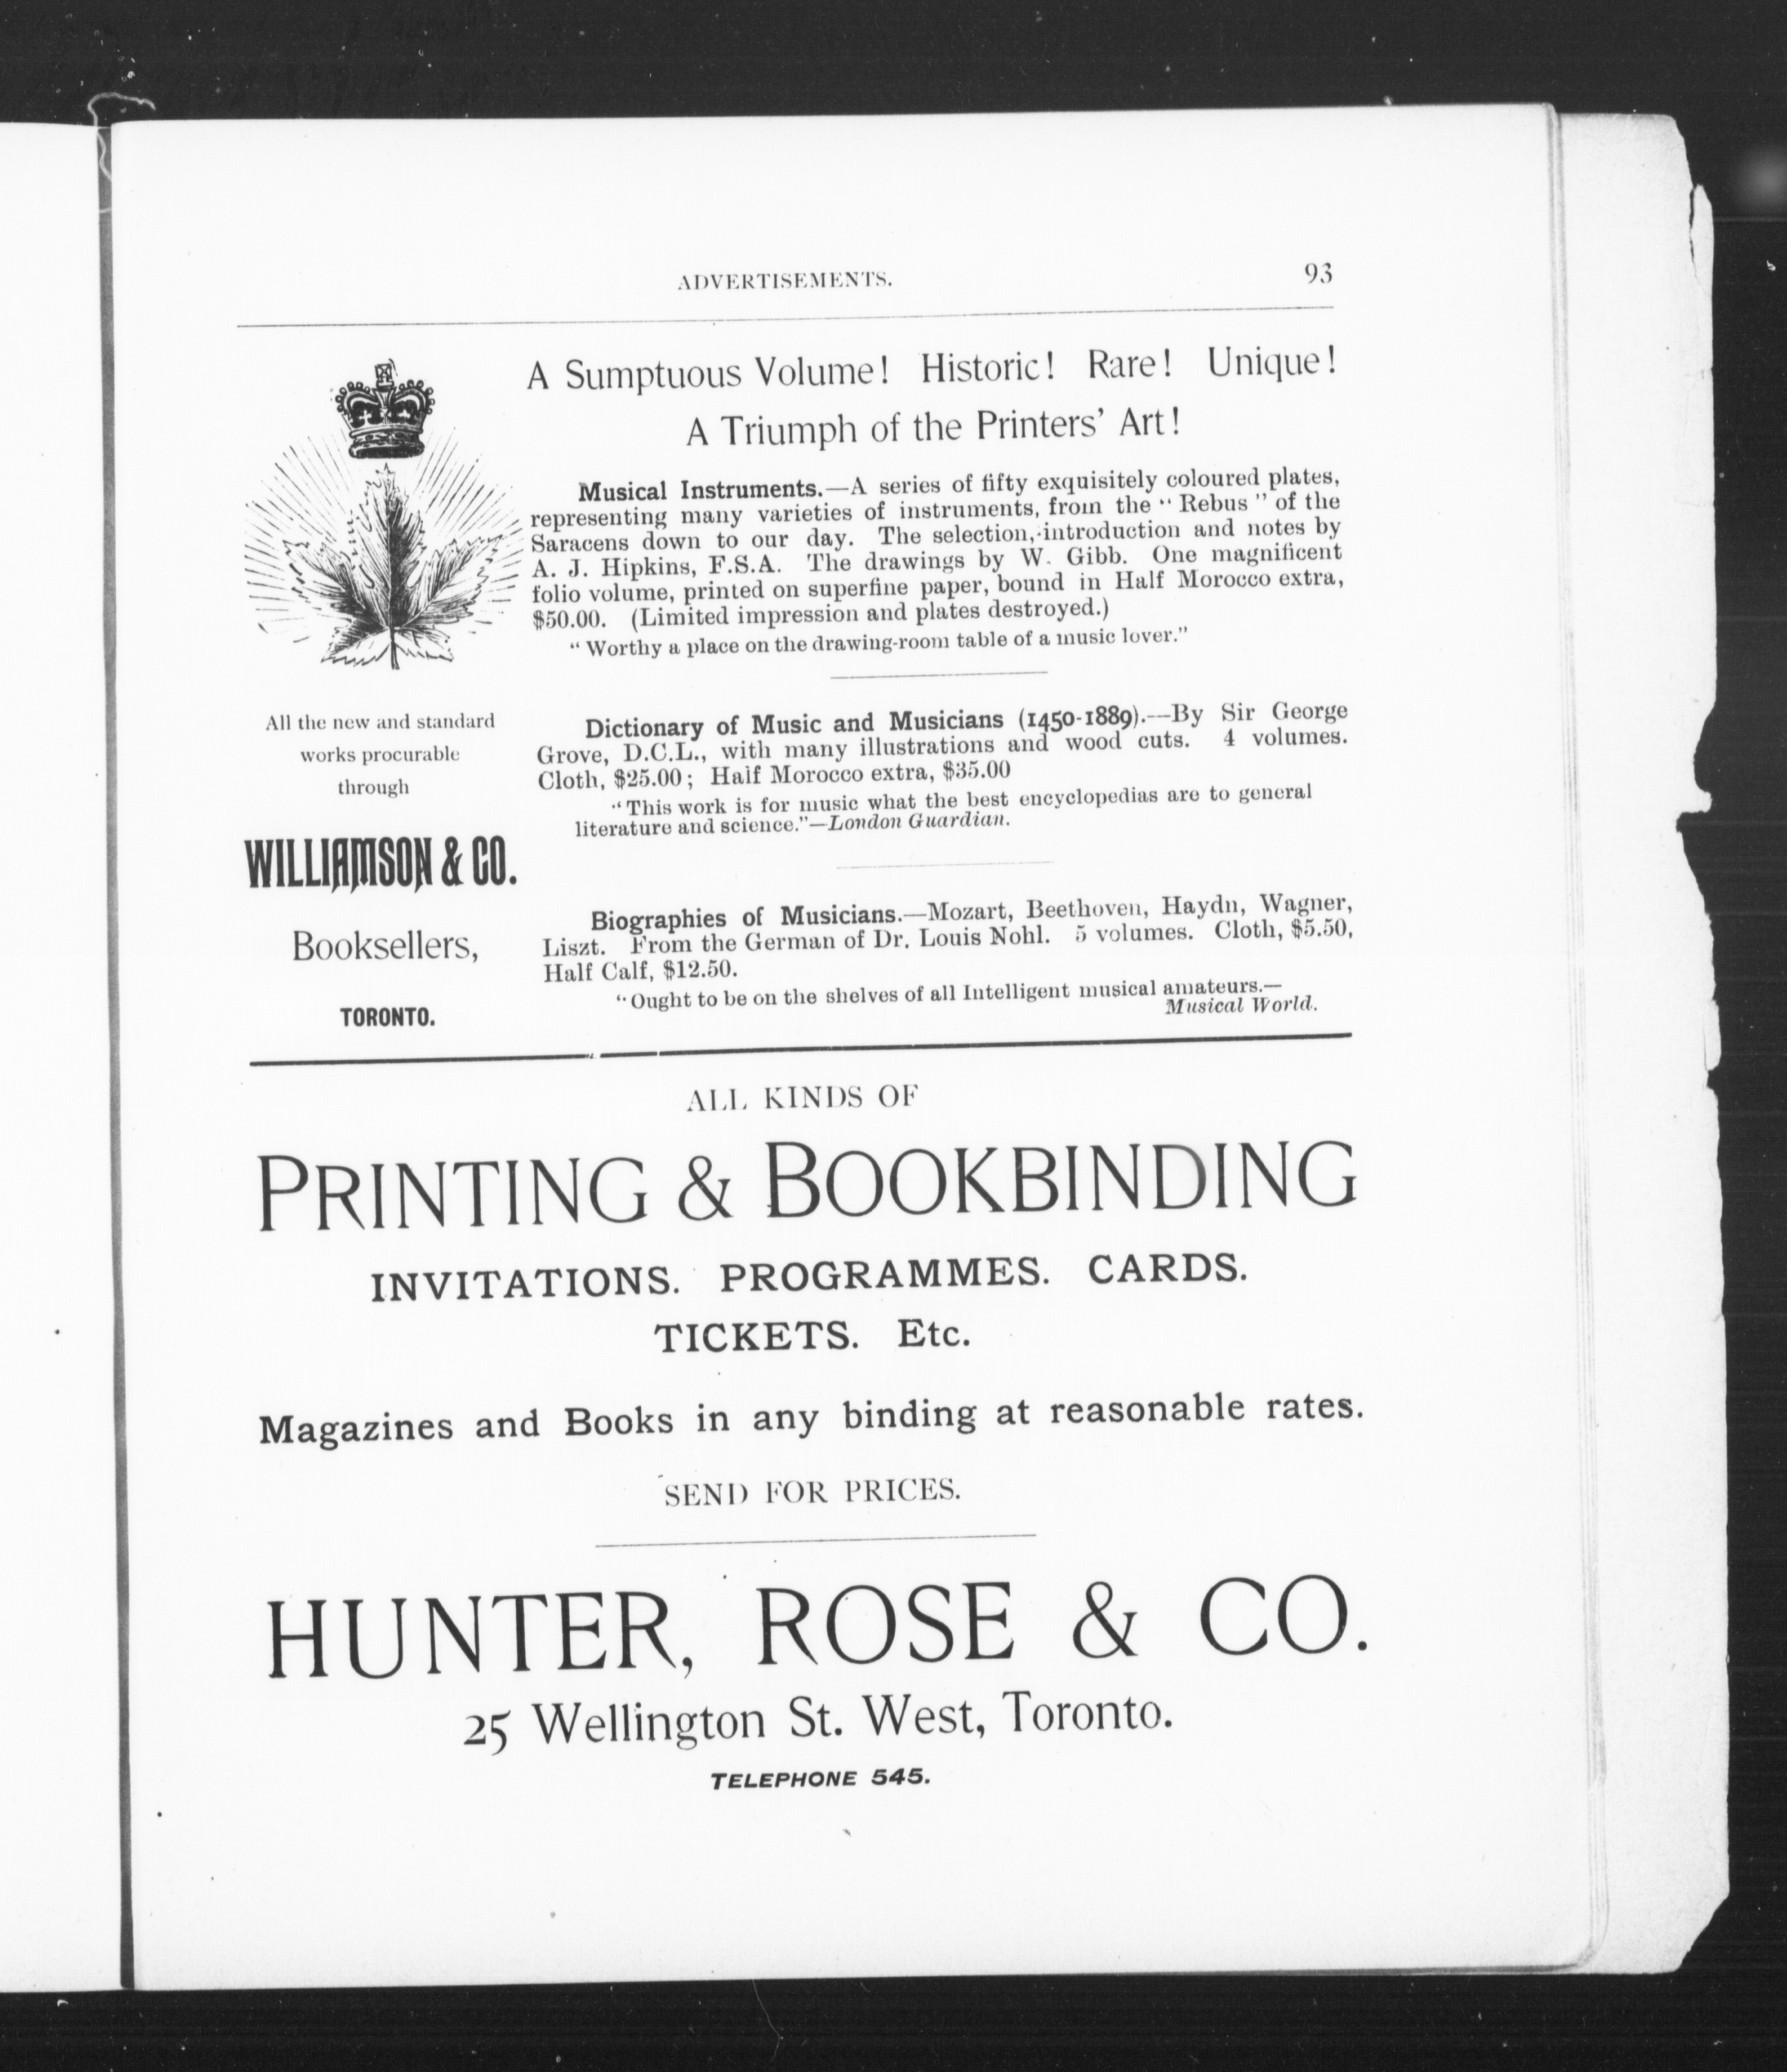 ADVERTISEMENTS. 93
A Sumptuous Volume! Historic! Rare! Unique!
A Triumph of the Printers' Art!
Musical Instruments.—A series of fifty exquisitely coloured plates,
representing many varieties of instruments, from the "Rebus" of the
Saracens down to our day. The selection, introduction and notes by
A. J. Hipkins, F.S.A. The drawings by W. Gibb. One magnificent
folio volume, printed on superfine paper, bound in Half Morocco extra,
$50.00. (Limited impression and plates destroyed.)
"Worthy a place on the drawing-room table of a music lover."
All the new and standard
works procurable
through
WILLIAMSON & CO.
Booksellers,
TORONTO.
Dictionary of Music and Musicians (1450-1889).—By Sir George
Grove, D.C.L., with many illustrations and wood cuts. 4 volumes.
Cloth, $25.00; Half Morocco extra, $35.00
"This work is for music what the best encyclopedias are to general
literature and science."—London Guardian.
Biographies of Musicians.—Mozart, Beethoven, Haydn, Wagner,
Liszt. From the German of Dr. Louis Nohl. 5 volumes. Cloth, $5.50,
Half Calf, $12.50.
"Ought to be on the shelves of all Intelligent musical amateurs.—
Musical World.
ALL KINDS OF
PRINTING & BOOKBINDING
INVITATIONS. PROGRAMMES. CARDS.
TICKETS. Etc.
Magazines and Books in any binding at reasonable rates.
SEND FOR PRICES.
HUNTER, ROSE & CO.
25 Wellington St. West, Toronto.
TELEPHONE 545.